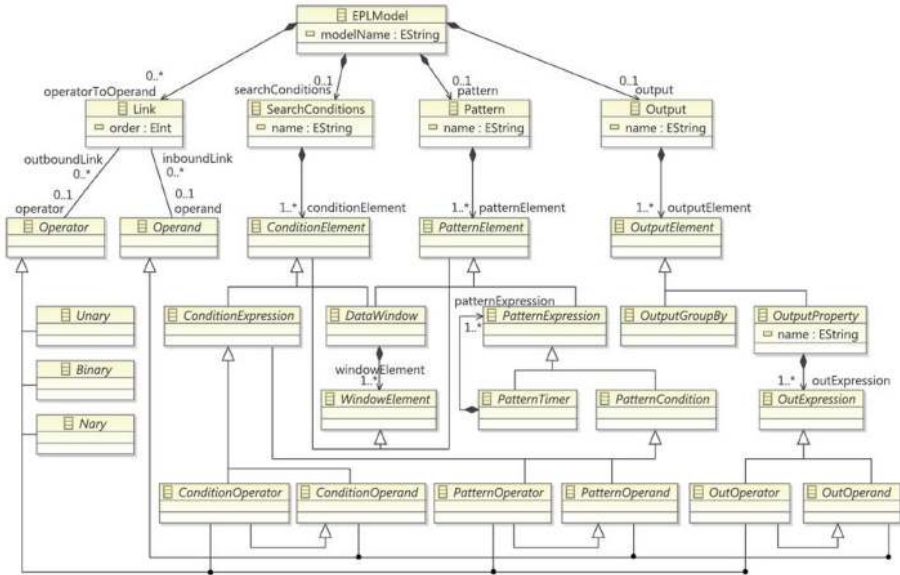 EPLModel
modelName : EString
0..*
operatorToOperand
0..1
searchConditions
0..1
pattern
0..1
output
Link
order : EInt
SearchConditions
name : EString
Pattern
name : EString
Output
name : EString
outboundLink
0..*
inboundLink
0..*
0..1
operator
0..1
operand
1..* conditionElement
1..* patternElement
1..* outputElement
Operator
Operand
ConditionElement
PatternElement
OutputElement
patternExpression
1..*
Unary
ConditionExpression
DataWindow
PatternExpression
OutputGroupBy
OutputProperty
name : EString
Binary
windowElement
1..*
1..* outExpression
WindowElement
PatternTimer
PatternCondition
OutExpression
Nary
ConditionOperator
ConditionOperand
PatternOperator
PatternOperand
OutOperator
OutOperand